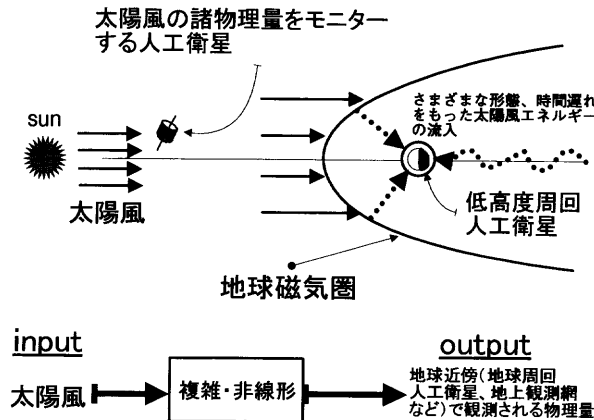 太陽風の諸物理量をモニター
する人工衛星
sun
太陽風
さまざまな形態、時間遅れ
をもった太陽風エネルギー
の流入
低高度周回
人工衛星
地球磁気圏
input
太陽風
複雑・非線形
output
地球近傍(地球周回
人工衛星、地上観測網
など)で観測される物理量